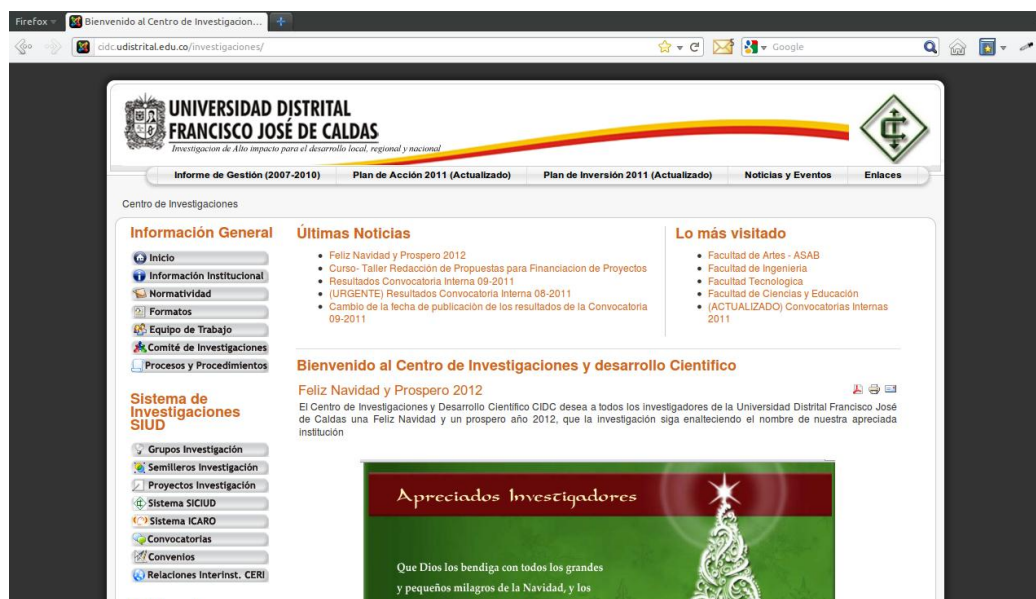 Firefox
Bienvenido al Centro de Investigacion...
cidc.udistrital.edu.co/investigaciones/
Google
UNIVERSIDAD DISTRITAL
FRANCISCO JOSÉ DE CALDAS
Investigacion de Alto impacto para el desarrollo local, regional y nacional
Informe de Gestión (2007-2010) Plan de Acción 2011 (Actualizado) Plan de Inversión 2011 (Actualizado) Noticias y Eventos Enlaces
Centro de Investigaciones
Información General
Inicio
Información Institucional
Normatividad
Formatos
Equipo de Trabajo
Comité de Investigaciones
Procesos y Procedimientos
Sistema de
Investigaciones
SIUD
Grupos Investigación
Semilleros Investigación
Proyectos Investigación
Sistema SICIUD
Sistema ICARO
Convocatorias
Convenios
Relaciones Interinst. CERI
Últimas Noticias
Feliz Navidad y Prospero 2012
Curso- Taller Redacción de Propuestas para Financiacion de Proyectos
Resultados Convocatoria Interna 09-2011
(URGENTE) Resultados Convocatoria Interna 08-2011
Cambio de la fecha de publicación de los resultados de la Convocatoria
09-2011
Lo más visitado
Facultad de Artes - ASAB
Facultad de Ingenieria
Facultad Tecnologica
Facultad de Ciencias y Educación
(ACTUALIZADO) Convocatorias Internas
2011
Bienvenido al Centro de Investigaciones y desarrollo Cientifico
Feliz Navidad y Prospero 2012
El Centro de Investigaciones y Desarrollo Científico CIDC desea a todos los investigadores de la Universidad Distrital Francisco José
de Caldas una Feliz Navidad y un prospero año 2012, que la investigación siga enalteciendo el nombre de nuestra apreciada
institución
Apreciados Investigadores
Que Dios los bendiga con todos los grandes
y pequeños milagros de la Navidad, y los